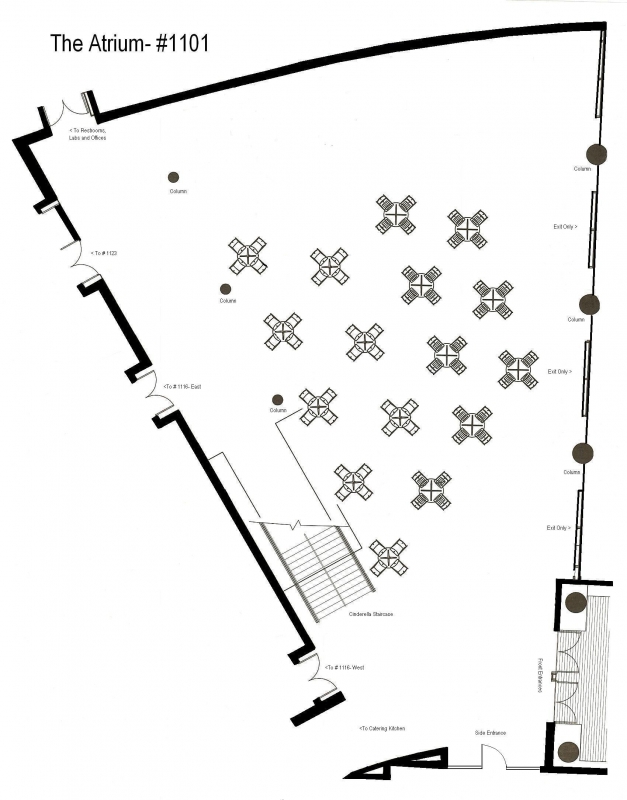 The Atrium- #1101
< To Restrooms,
Labs and Offices
Column
Column
Exit Only >
< To # 1123
Column
Column
Exit Only >
<To # 1116- East
Column
Column
Exit Only >
Cinderella Staircase
<To # 1116- West
Front Entrances
<To Catering Kitchen
Side Entrance